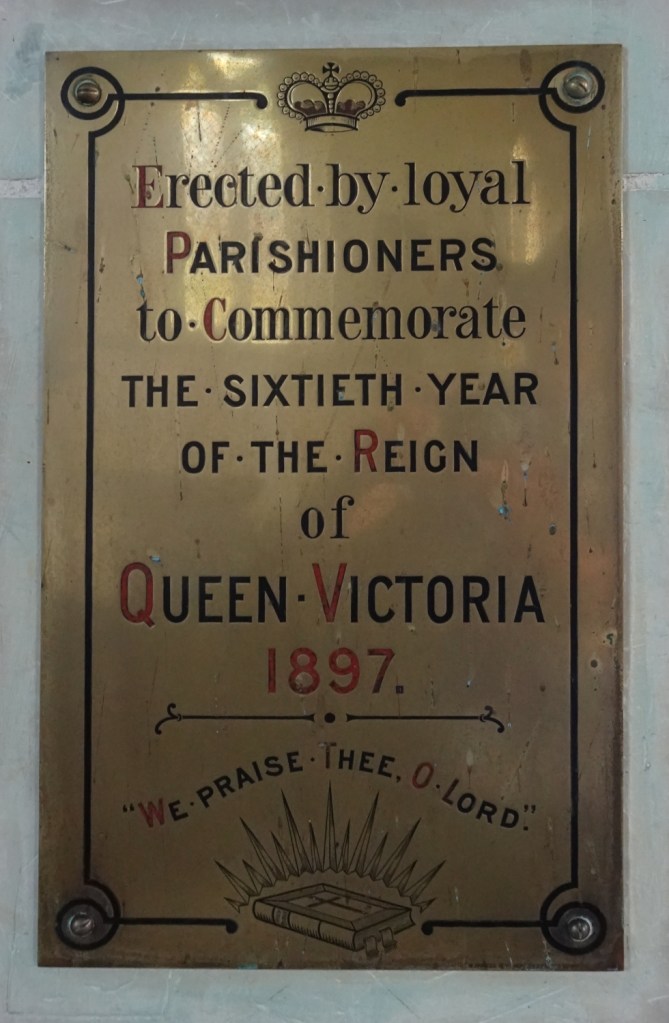 Erected·by·loyal
PARISHIONERS
to·Commemorate
THE·SIXTIETH·YEAR
OF·THE·REIGN
of
QUEEN·VICTORIA
1897.
"WE·PRAISE·THEE, O·LORD."